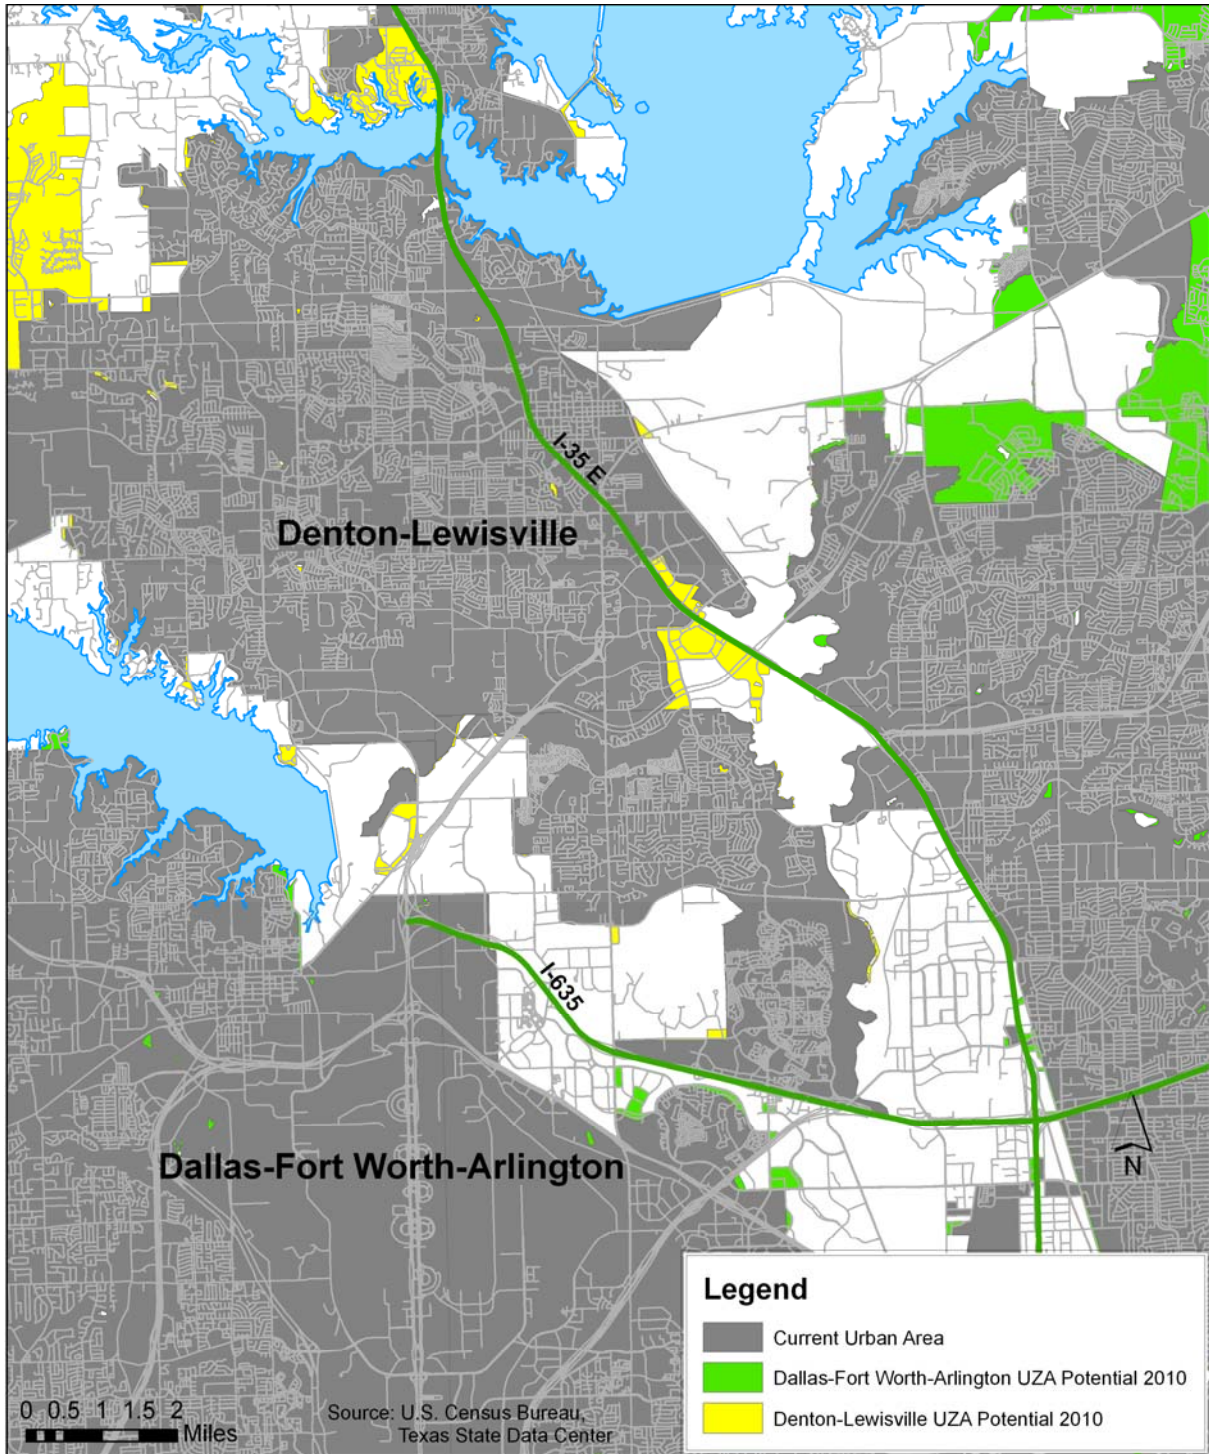 I-35 E
Denton-Lewisville
I-635
Dallas-Fort Worth-Arlington
N
Legend
Current Urban Area
Dallas-Fort Worth-Arlington UZA Potential 2010
Denton-Lewisville UZA Potential 2010
0 0.5 1 1.5 2
Miles
Source: U.S. Census Bureau,
Texas State Data Center